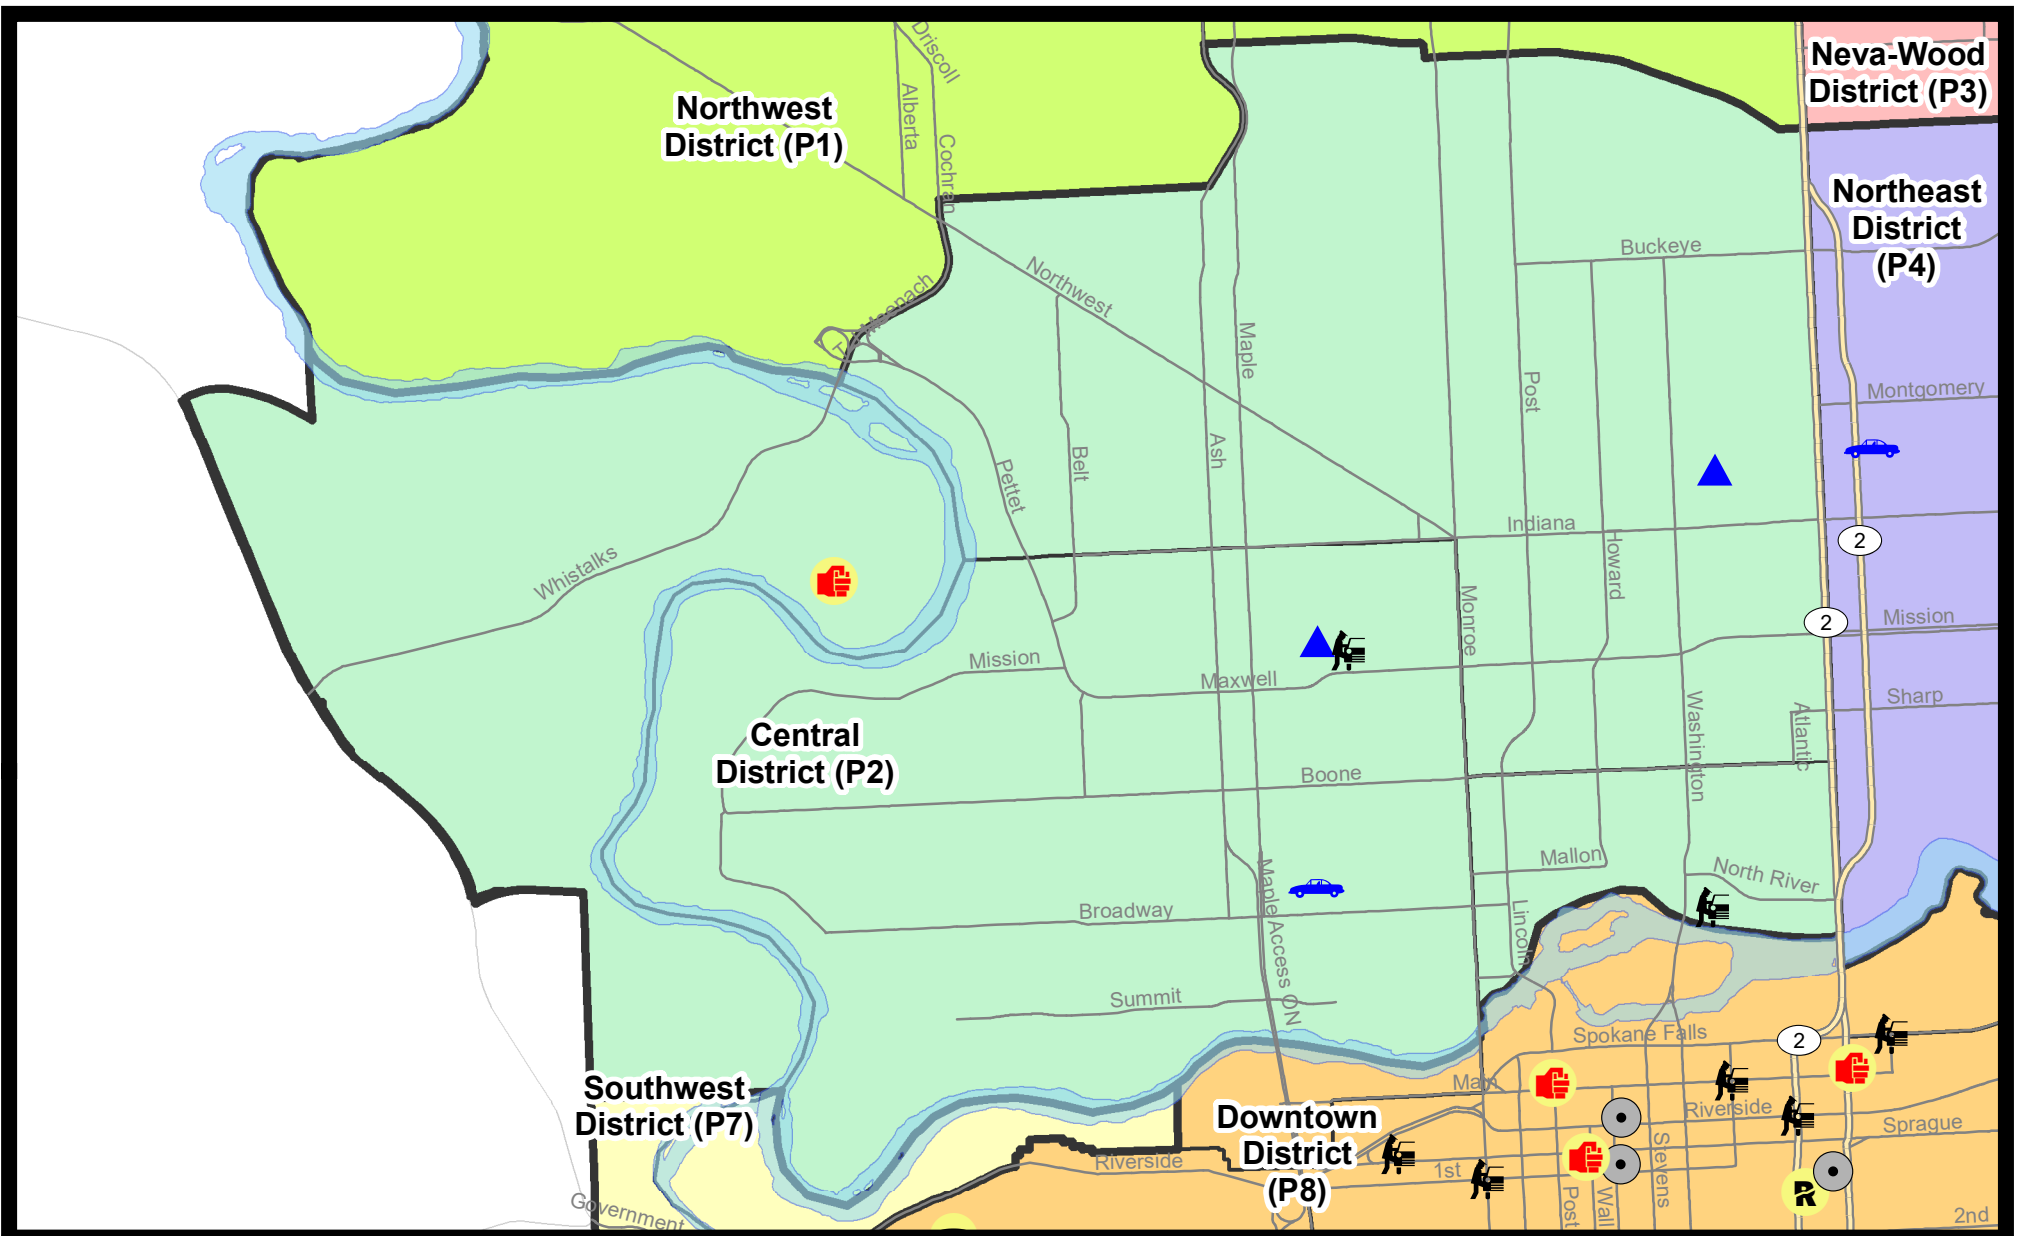 Neva-Wood
District (P3)
Northwest
District (P1)
Driscoll
Alberta
Cochran
Northeast
District
(P4)
Buckeye
Northwest
Maple
Post
Montgomery
Ash
Belt
Pettet
Indiana
2
Howard
Whistalks
Monroe
2
Mission
Mission
Maxwell
Washington
Sharp
Atlantic
Central
District (P2)
Boone
Mallon
North River
Maple Access ON
Broadway
Lincoln
Summit
Spokane Falls
2
Main
Southwest
District (P7)
Downtown
District
(P8)
Riverside
Sprague
Stevens
Riverside
1st
Post
Wall
R
Government
2nd